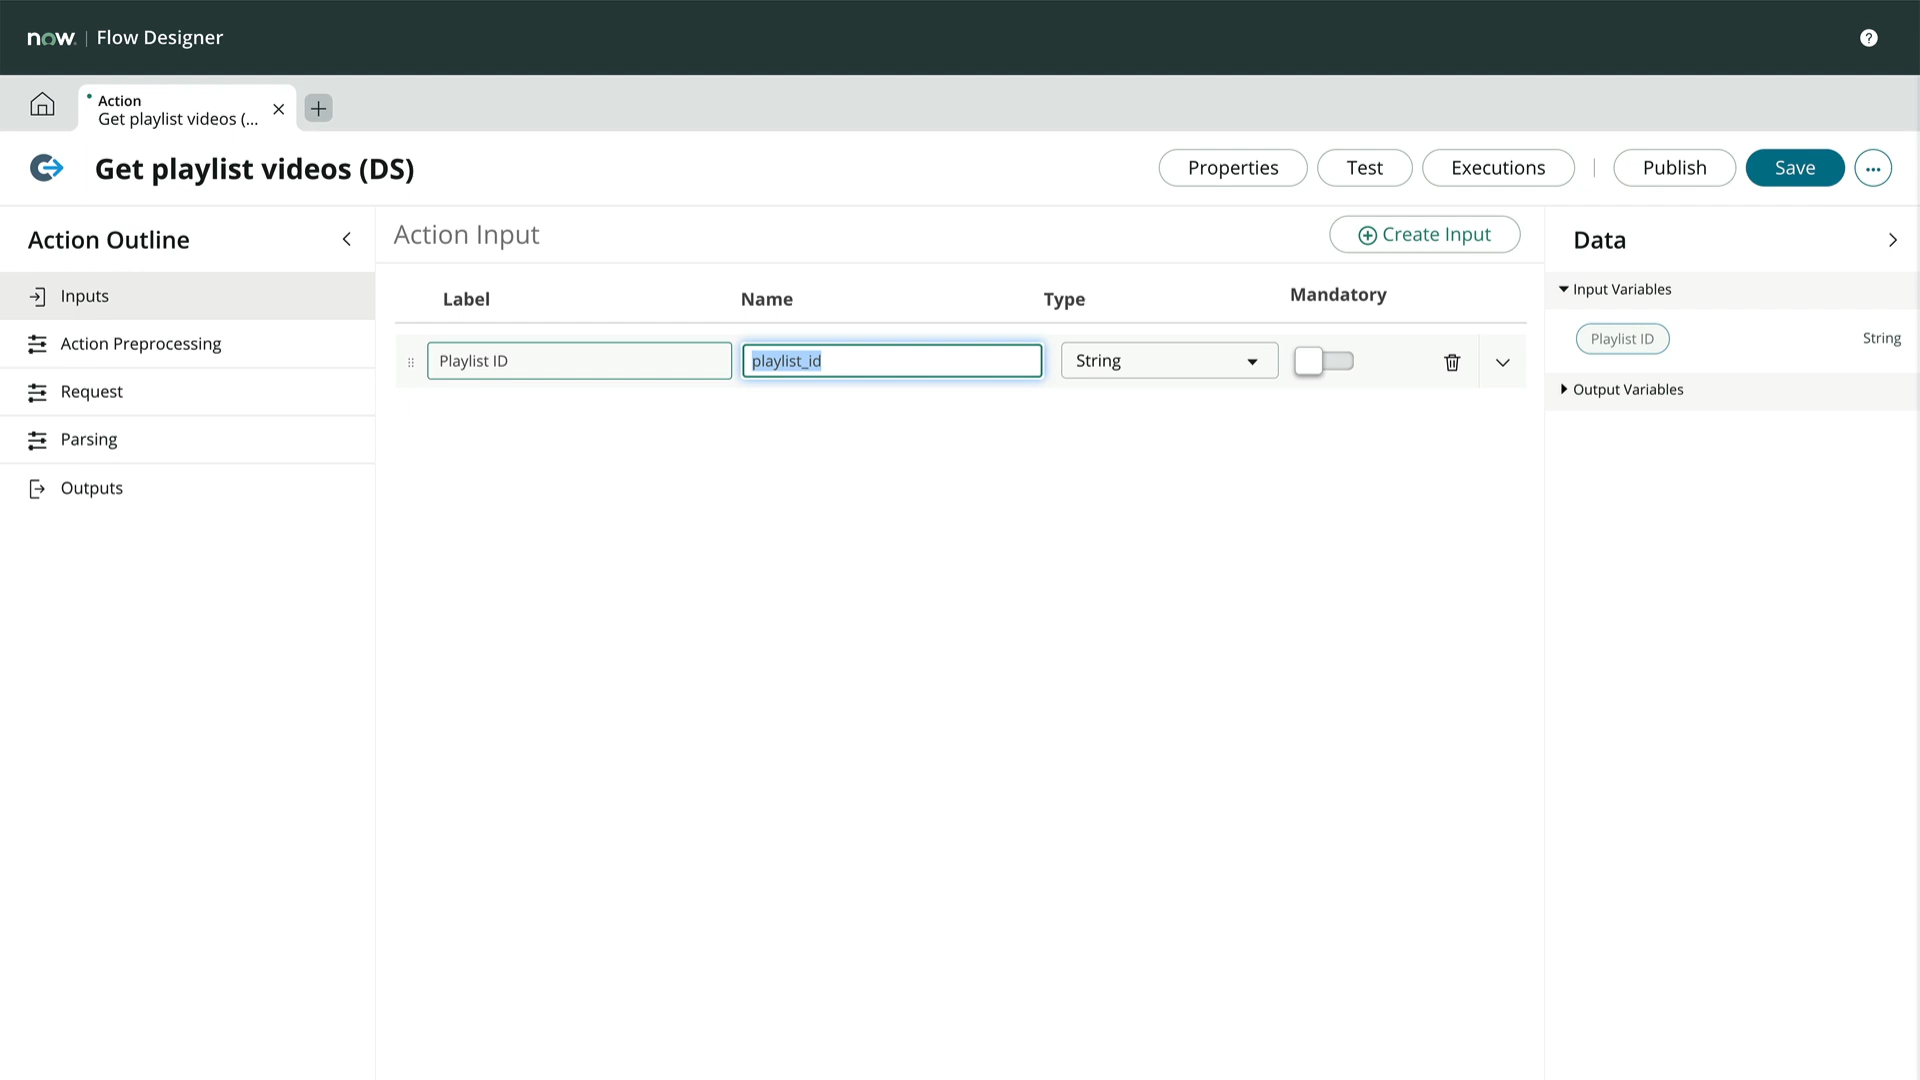 now. | Flow Designer
?
Action
Get playlist videos (...
Get playlist videos (DS)
Properties
Test
Executions
Publish
Save
...
Action Outline
Inputs
Action Preprocessing
Request
Parsing
Outputs
Action Input
Create Input
Label
Name
Type
Mandatory
Playlist ID
playlist_id
String
Data
Input Variables
Playlist ID
String
Output Variables